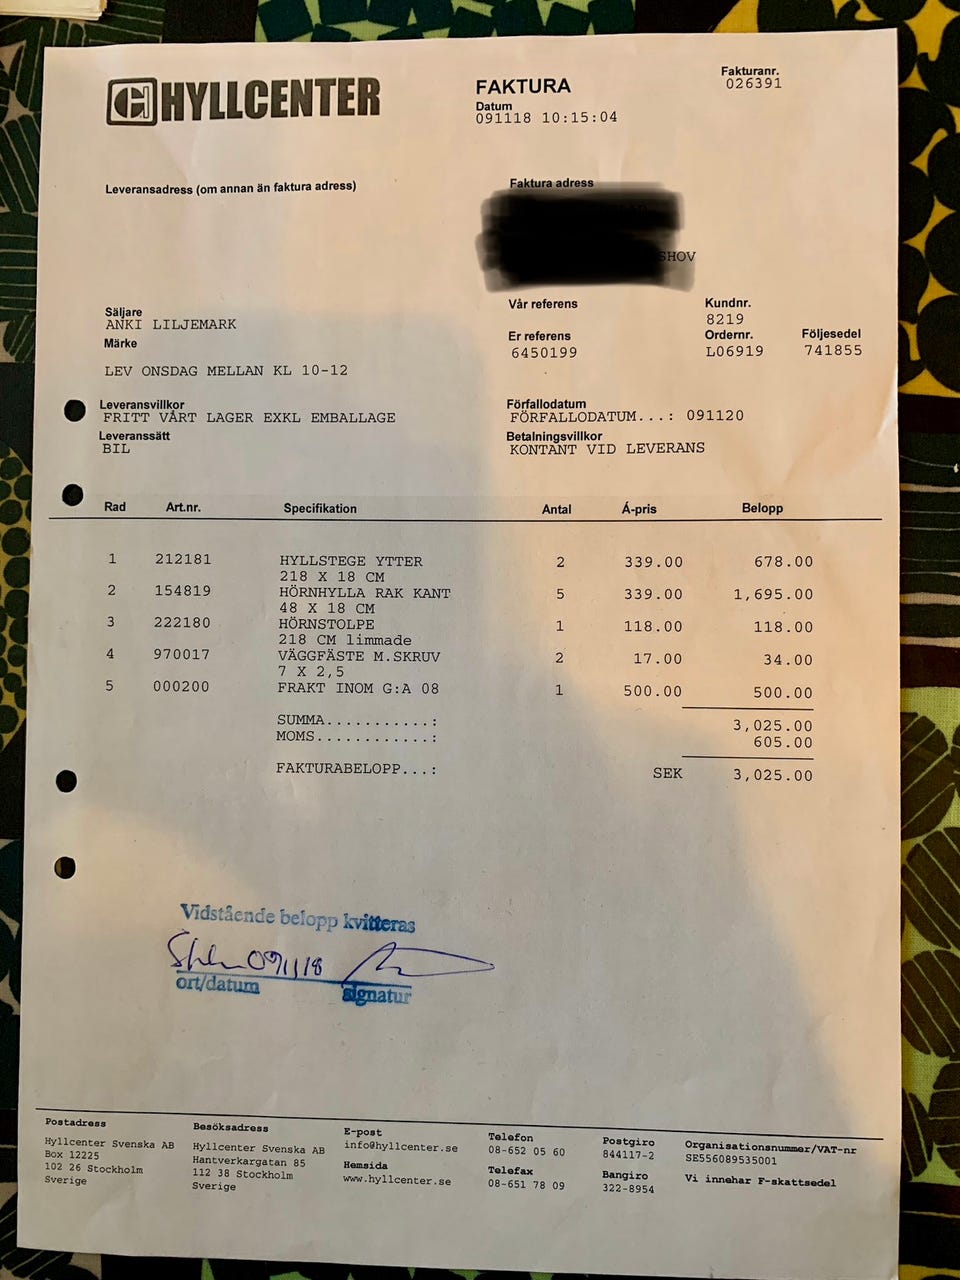 HYLLCENTER
FAKTURA
Datum
091118 10:15:04
Fakturanr.
026391
Leveransadress (om annan än faktura adress)
Faktura adress
SHOV
Säljare
ANKI LILJEMARK
Märke
LEV ONSDAG MELLAN KL 10-12
Vår referens
Er referens
6450199
Kundnr.
8219
Ordernr.
L06919
Följesedel
741855
Leveransvillkor
FRITT VÅRT LAGER EXKL EMBALLAGE
Leveranssätt
BIL
Förfallodatum
FÖRFALLODATUM...: 091120
Betalningsvillkor
KONTANT VID LEVERANS
Rad Art.nr. Specifikation Antal Á-pris Belopp
1 212181 HYLLSTEGE YTTER 2 339.00 678.00
218 X 18 CM
2 154819 HÖRNHYLLA RAK KANT 5 339.00 1,695.00
48 X 18 CM
3 222180 HÖRNSTOLPE 1 118.00 118.00
218 CM limmade
4 970017 VÄGGFÄSTE M.SKRUV 2 17.00 34.00
7 X 2,5
5 000200 FRAKT INOM G:A 08 1 500.00 500.00
SUMMA...........: 3,025.00
MOMS............: 605.00
FAKTURABELOPP...: SEK 3,025.00
Vidstående belopp kvitteras
091118
ort/datum signatur
Postadress
Hyllcenter Svenska AB
Box 12225
102 26 Stockholm
Sverige
Besöksadress
Hyllcenter Svenska AB
Hantverkargatan 85
112 38 Stockholm
Sverige
E-post
info@hyllcenter.se
Hemsida
www.hyllcenter.se
Telefon
08-652 05 60
Telefax
08-651 78 09
Postgiro
844117-2
Bangiro
322-8954
Organisationsnummer/VAT-nr
SE556089535001
Vi innehar F-skattsedel